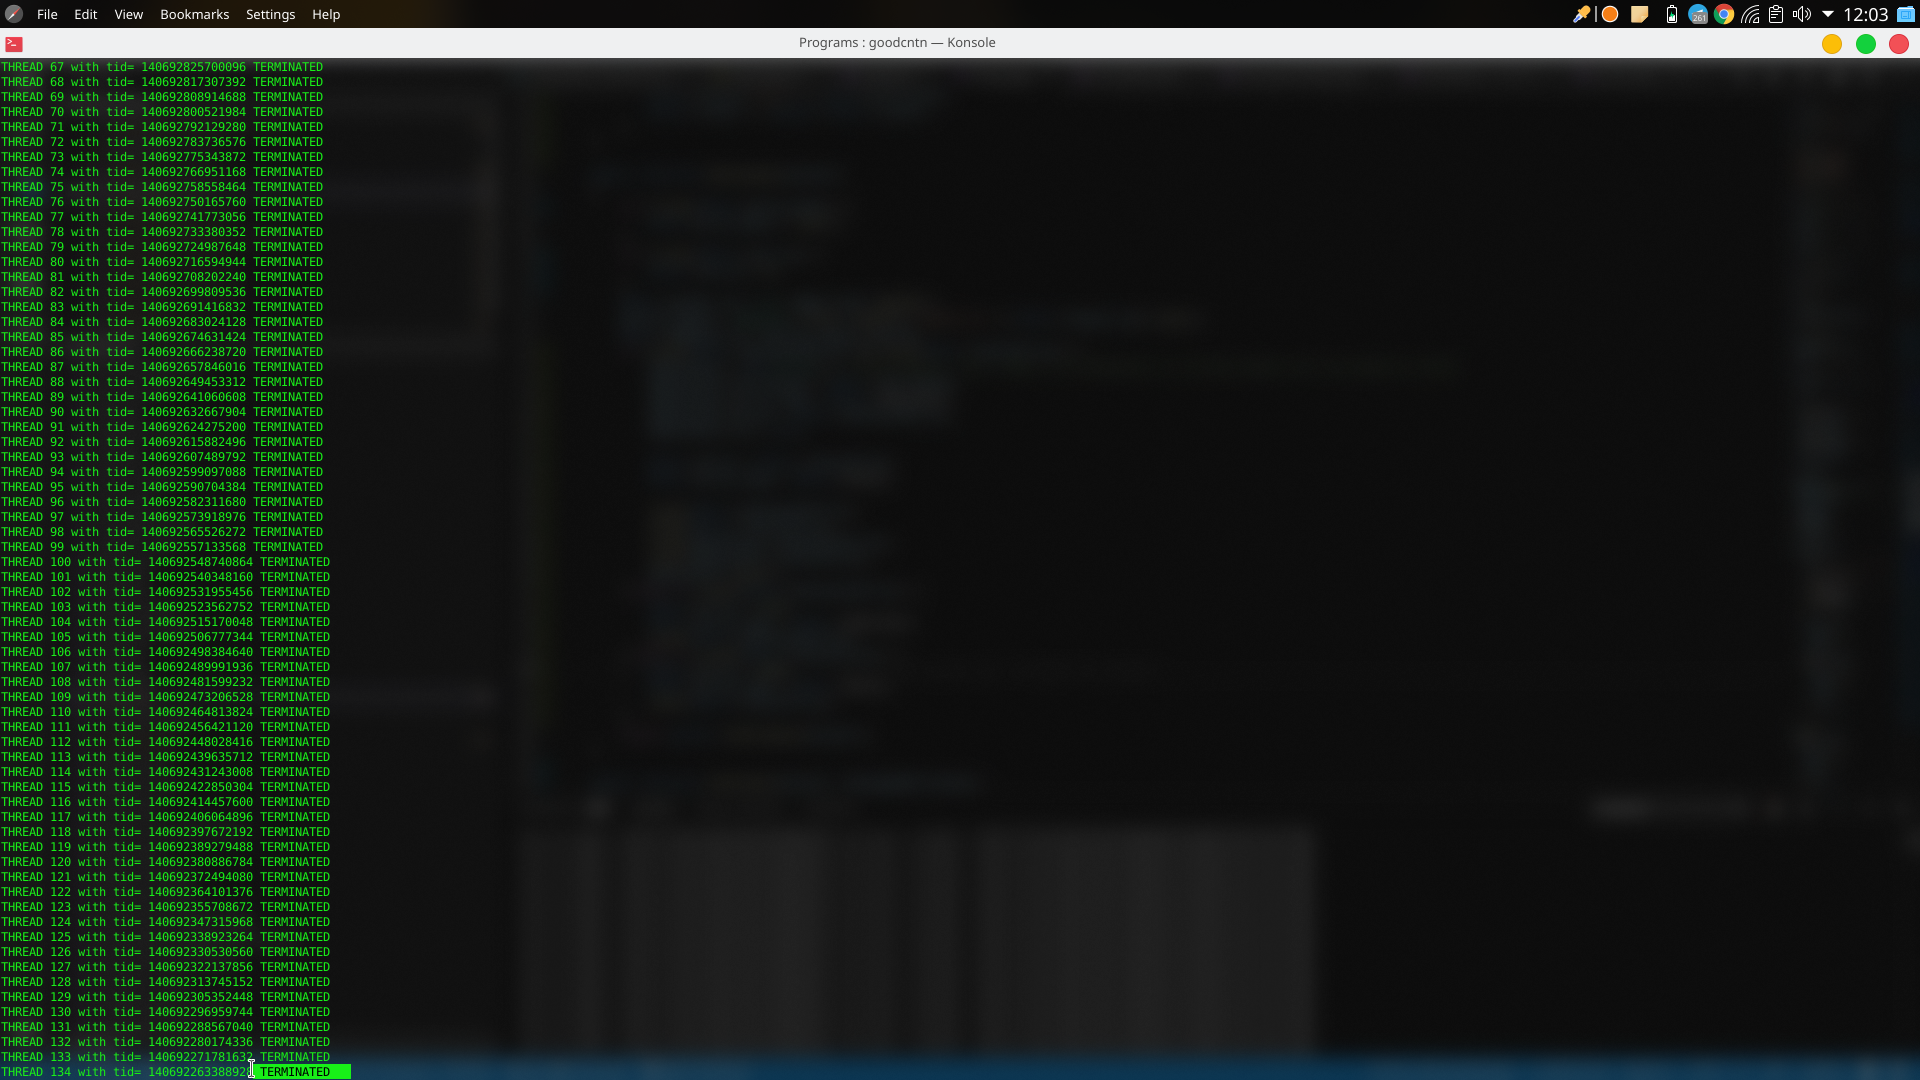 File Edit View Bookmarks Settings Help 261 12:03
Programs : goodcntn — Konsole
THREAD 67 with tid= 140692825700096 TERMINATED
THREAD 68 with tid= 140692817307392 TERMINATED
THREAD 69 with tid= 140692808914688 TERMINATED
THREAD 70 with tid= 140692800521984 TERMINATED
THREAD 71 with tid= 140692792129280 TERMINATED
THREAD 72 with tid= 140692783736576 TERMINATED
THREAD 73 with tid= 140692775343872 TERMINATED
THREAD 74 with tid= 140692766951168 TERMINATED
THREAD 75 with tid= 140692758558464 TERMINATED
THREAD 76 with tid= 140692750165760 TERMINATED
THREAD 77 with tid= 140692741773056 TERMINATED
THREAD 78 with tid= 140692733380352 TERMINATED
THREAD 79 with tid= 140692724987648 TERMINATED
THREAD 80 with tid= 140692716594944 TERMINATED
THREAD 81 with tid= 140692708202240 TERMINATED
THREAD 82 with tid= 140692699809536 TERMINATED
THREAD 83 with tid= 140692691416832 TERMINATED
THREAD 84 with tid= 140692683024128 TERMINATED
THREAD 85 with tid= 140692674631424 TERMINATED
THREAD 86 with tid= 140692666238720 TERMINATED
THREAD 87 with tid= 140692657846016 TERMINATED
THREAD 88 with tid= 140692649453312 TERMINATED
THREAD 89 with tid= 140692641060608 TERMINATED
THREAD 90 with tid= 140692632667904 TERMINATED
THREAD 91 with tid= 140692624275200 TERMINATED
THREAD 92 with tid= 140692615882496 TERMINATED
THREAD 93 with tid= 140692607489792 TERMINATED
THREAD 94 with tid= 140692599097088 TERMINATED
THREAD 95 with tid= 140692590704384 TERMINATED
THREAD 96 with tid= 140692582311680 TERMINATED
THREAD 97 with tid= 140692573918976 TERMINATED
THREAD 98 with tid= 140692565526272 TERMINATED
THREAD 99 with tid= 140692557133568 TERMINATED
THREAD 100 with tid= 140692548740864 TERMINATED
THREAD 101 with tid= 140692540348160 TERMINATED
THREAD 102 with tid= 140692531955456 TERMINATED
THREAD 103 with tid= 140692523562752 TERMINATED
THREAD 104 with tid= 140692515170048 TERMINATED
THREAD 105 with tid= 140692506777344 TERMINATED
THREAD 106 with tid= 140692498384640 TERMINATED
THREAD 107 with tid= 140692489991936 TERMINATED
THREAD 108 with tid= 140692481599232 TERMINATED
THREAD 109 with tid= 140692473206528 TERMINATED
THREAD 110 with tid= 140692464813824 TERMINATED
THREAD 111 with tid= 140692456421120 TERMINATED
THREAD 112 with tid= 140692448028416 TERMINATED
THREAD 113 with tid= 140692439635712 TERMINATED
THREAD 114 with tid= 140692431243008 TERMINATED
THREAD 115 with tid= 140692422850304 TERMINATED
THREAD 116 with tid= 140692414457600 TERMINATED
THREAD 117 with tid= 140692406064896 TERMINATED
THREAD 118 with tid= 140692397672192 TERMINATED
THREAD 119 with tid= 140692389279488 TERMINATED
THREAD 120 with tid= 140692380886784 TERMINATED
THREAD 121 with tid= 140692372494080 TERMINATED
THREAD 122 with tid= 140692364101376 TERMINATED
THREAD 123 with tid= 140692355708672 TERMINATED
THREAD 124 with tid= 140692347315968 TERMINATED
THREAD 125 with tid= 140692338923264 TERMINATED
THREAD 126 with tid= 140692330530560 TERMINATED
THREAD 127 with tid= 140692322137856 TERMINATED
THREAD 128 with tid= 140692313745152 TERMINATED
THREAD 129 with tid= 140692305352448 TERMINATED
THREAD 130 with tid= 140692296959744 TERMINATED
THREAD 131 with tid= 140692288567040 TERMINATED
THREAD 132 with tid= 140692280174336 TERMINATED
THREAD 133 with tid= 140692271781632 TERMINATED
THREAD 134 with tid= 140692263388928 TERMINATED